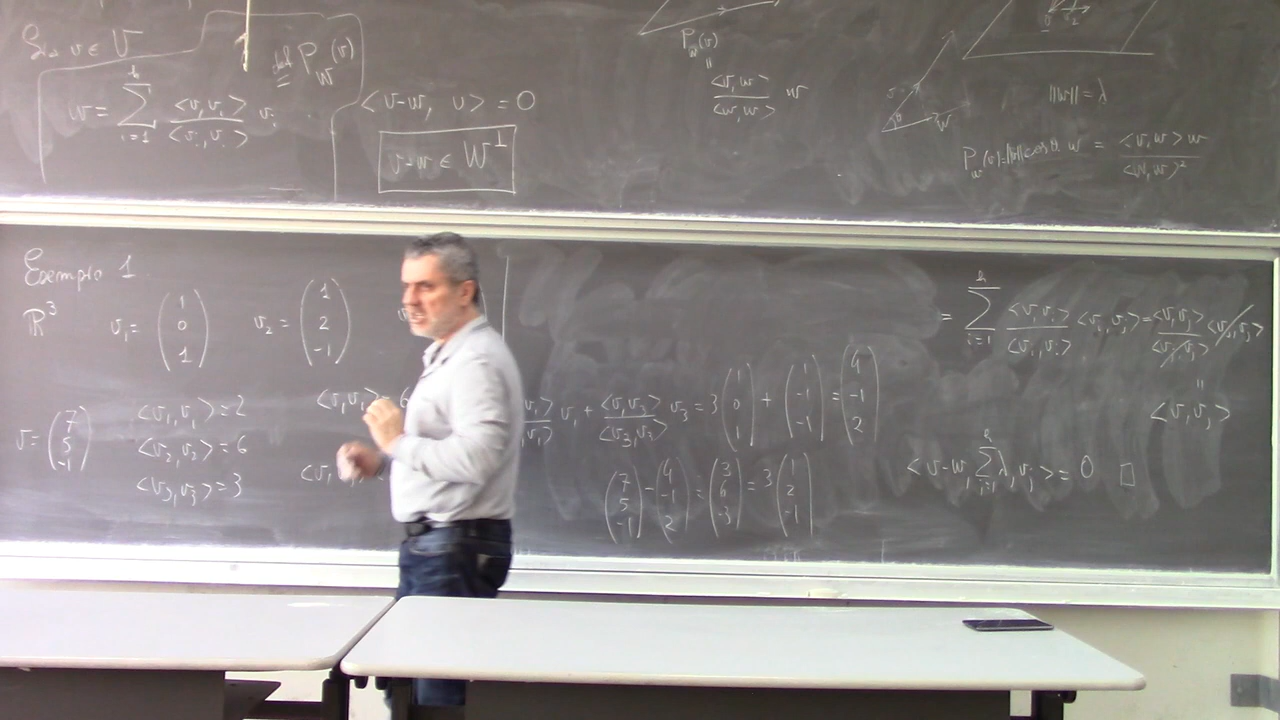 Sia v ∈ V
def = P_W(v)
w = Σ_{i=1}^{k} <v,v_i>/<v_i,v_i> v_i
<v-w, v> = 0
v-w ∈ W^⊥
P_w(v)
=
<v,w>/<w,w> w
w
||w|| = λ
P_w(v) = cos θ w = <v,w> w/<w,w>^2
Esempio 1
ℝ^3 v_1 = (1 0 1) v_2 = (1 2 -1)
v = (7 5 -1)
<v_1,v_1> = 2
<v_2,v_2> = 6
<v_3,v_3> = 3
v_1 + <v,v_3>/<v_3,v_3> v_3 = 3 (1 0 1) + (1 -1 -1) = (4 -1 2)
(7 5 -1) - (4 -1 2) = (3 6 -3) = 3 (1 2 -1)
= Σ_{i=1}^{k} <v,v_i>/<v_i,v_i> <v_i,v_j> = <v,v_j>/<v_j,v_j> <v_j,v_j>
=
<v,v_j>
<v-w, Σ_{i=1}^{k} λ_j v_j> = 0 □